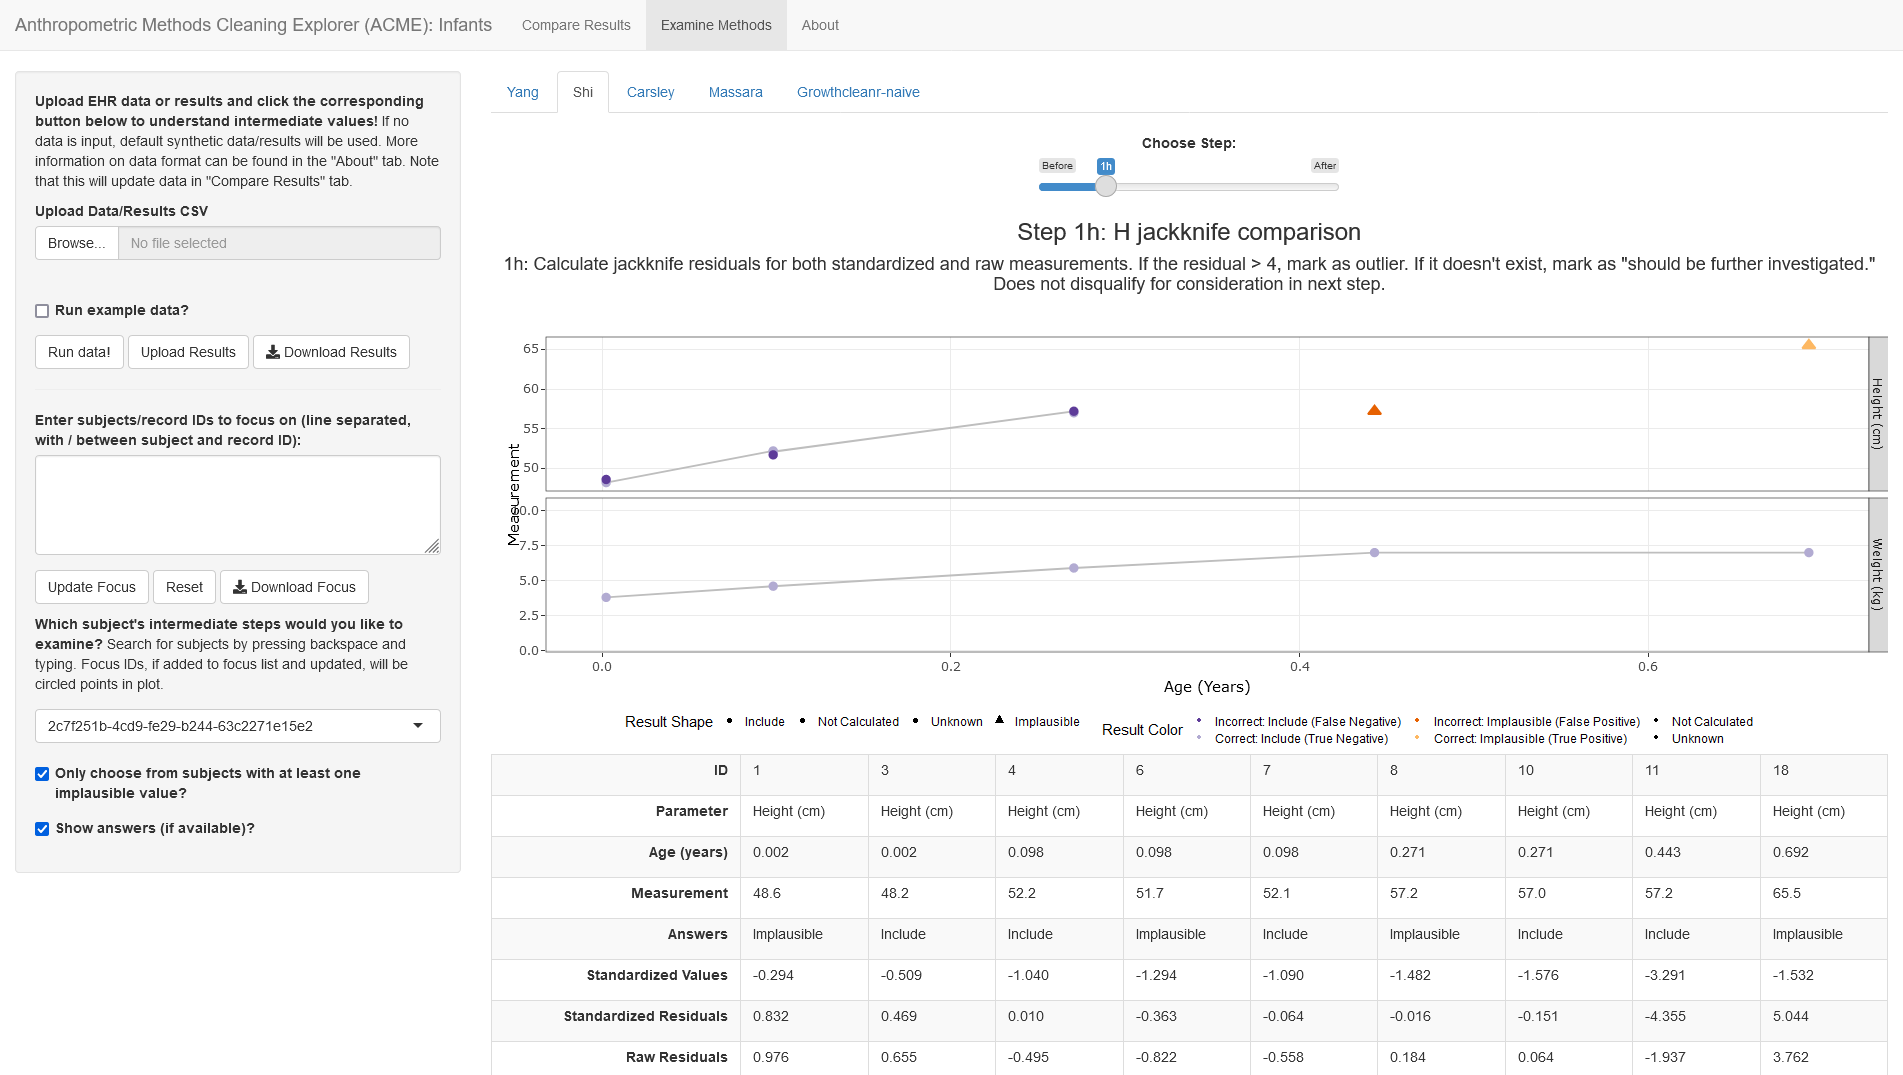 Anthropometric Methods Cleaning Explorer (ACME): Infants Compare Results Examine Methods About
Upload EHR data or results and click the corresponding
button below to understand intermediate values! If no
data is input, default synthetic data/results will be used. More
information on data format can be found in the "About" tab. Note
that this will update data in "Compare Results" tab.
Upload Data/Results CSV
Browse... No file selected
Run example data?
Run data! Upload Results Download Results
Enter subjects/record IDs to focus on (line separated,
with / between subject and record ID):
Update Focus Reset Download Focus
Which subject's intermediate steps would you like to
examine? Search for subjects by pressing backspace and
typing. Focus IDs, if added to focus list and updated, will be
circled points in plot.
2c7f251b-4cd9-fe29-b244-63c2271e15e2
Only choose from subjects with at least one
implausible value?
Show answers (if available)?
Yang Shi Carsley Massara Growthcleanr-naive
Choose Step:
Before 1h After
Step 1h: H jackknife comparison
1h: Calculate jackknife residuals for both standardized and raw measurements. If the residual > 4, mark as outlier. If it doesn't exist, mark as "should be further investigated."
Does not disqualify for consideration in next step.
65
60
55
50
Height (cm)
Measurement
0.0
7.5
5.0
2.5
0.0
Weight (kg)
0.0 0.2 0.4 0.6
Age (Years)
Result Shape Include Not Calculated Unknown Implausible
Result Color Incorrect: Include (False Negative) Incorrect: Implausible (False Positive) Not Calculated
Correct: Include (True Negative) Correct: Implausible (True Positive) Unknown
ID 1 3 4 6 7 8 10 11 18
Parameter Height (cm) Height (cm) Height (cm) Height (cm) Height (cm) Height (cm) Height (cm) Height (cm) Height (cm)
Age (years) 0.002 0.002 0.098 0.098 0.098 0.271 0.271 0.443 0.692
Measurement 48.6 48.2 52.2 51.7 52.1 57.2 57.0 57.2 65.5
Answers Implausible Include Include Implausible Include Implausible Include Include Implausible
Standardized Values -0.294 -0.509 -1.040 -1.294 -1.090 -1.482 -1.576 -3.291 -1.532
Standardized Residuals 0.832 0.469 0.010 -0.363 -0.064 -0.016 -0.151 -4.355 5.044
Raw Residuals 0.976 0.655 -0.495 -0.822 -0.558 0.184 0.064 -1.937 3.762